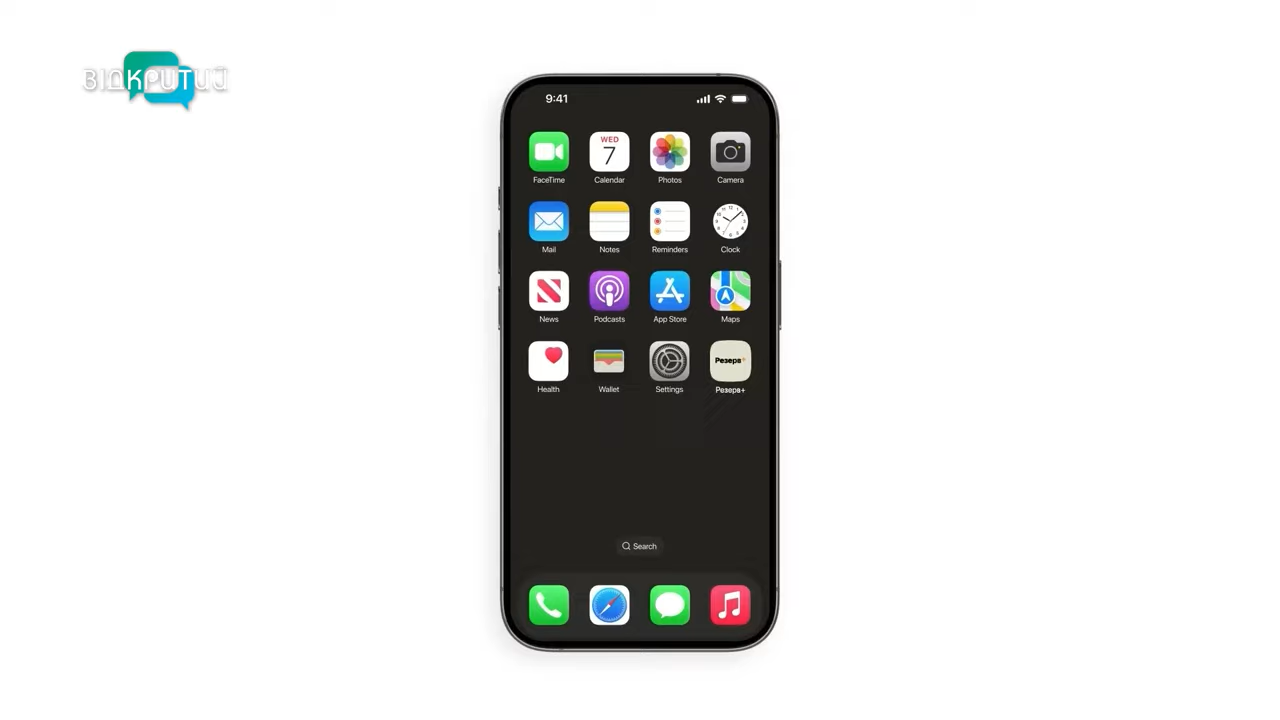 ВІДКРИТИЙ
9:41
WED
7
FaceTime
Calendar
Photos
Camera
12
Mail
Notes
Reminders
Clock
News
Podcasts
App Store
Maps
Резерв+
Health
Wallet
Settings
Резерв+
Search